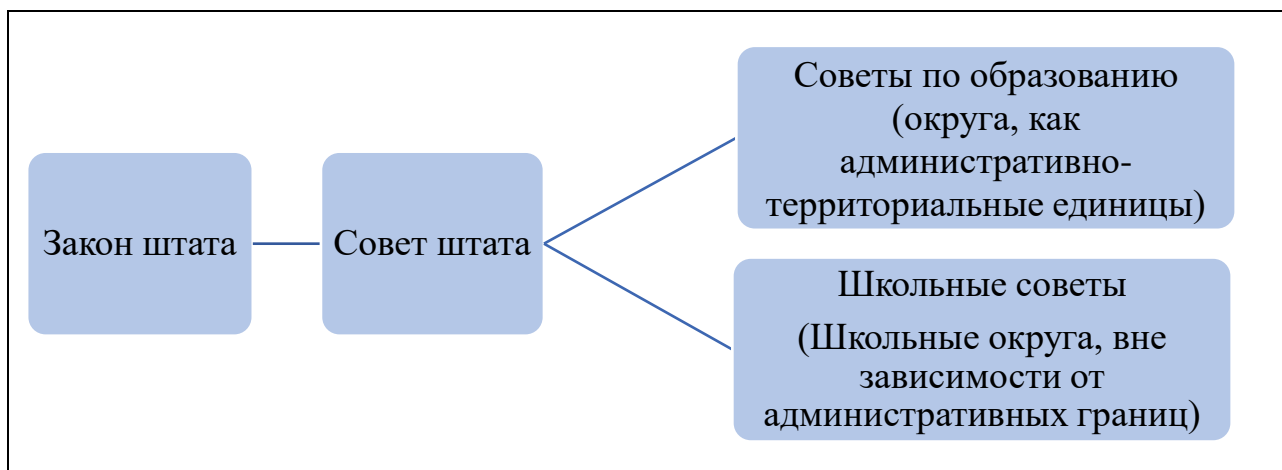 Закон штата
Совет штата
Советы по образованию
(округа, как
административно-
территориальные единицы)
Школьные советы
(Школьные округа, вне
зависимости от
административных границ)